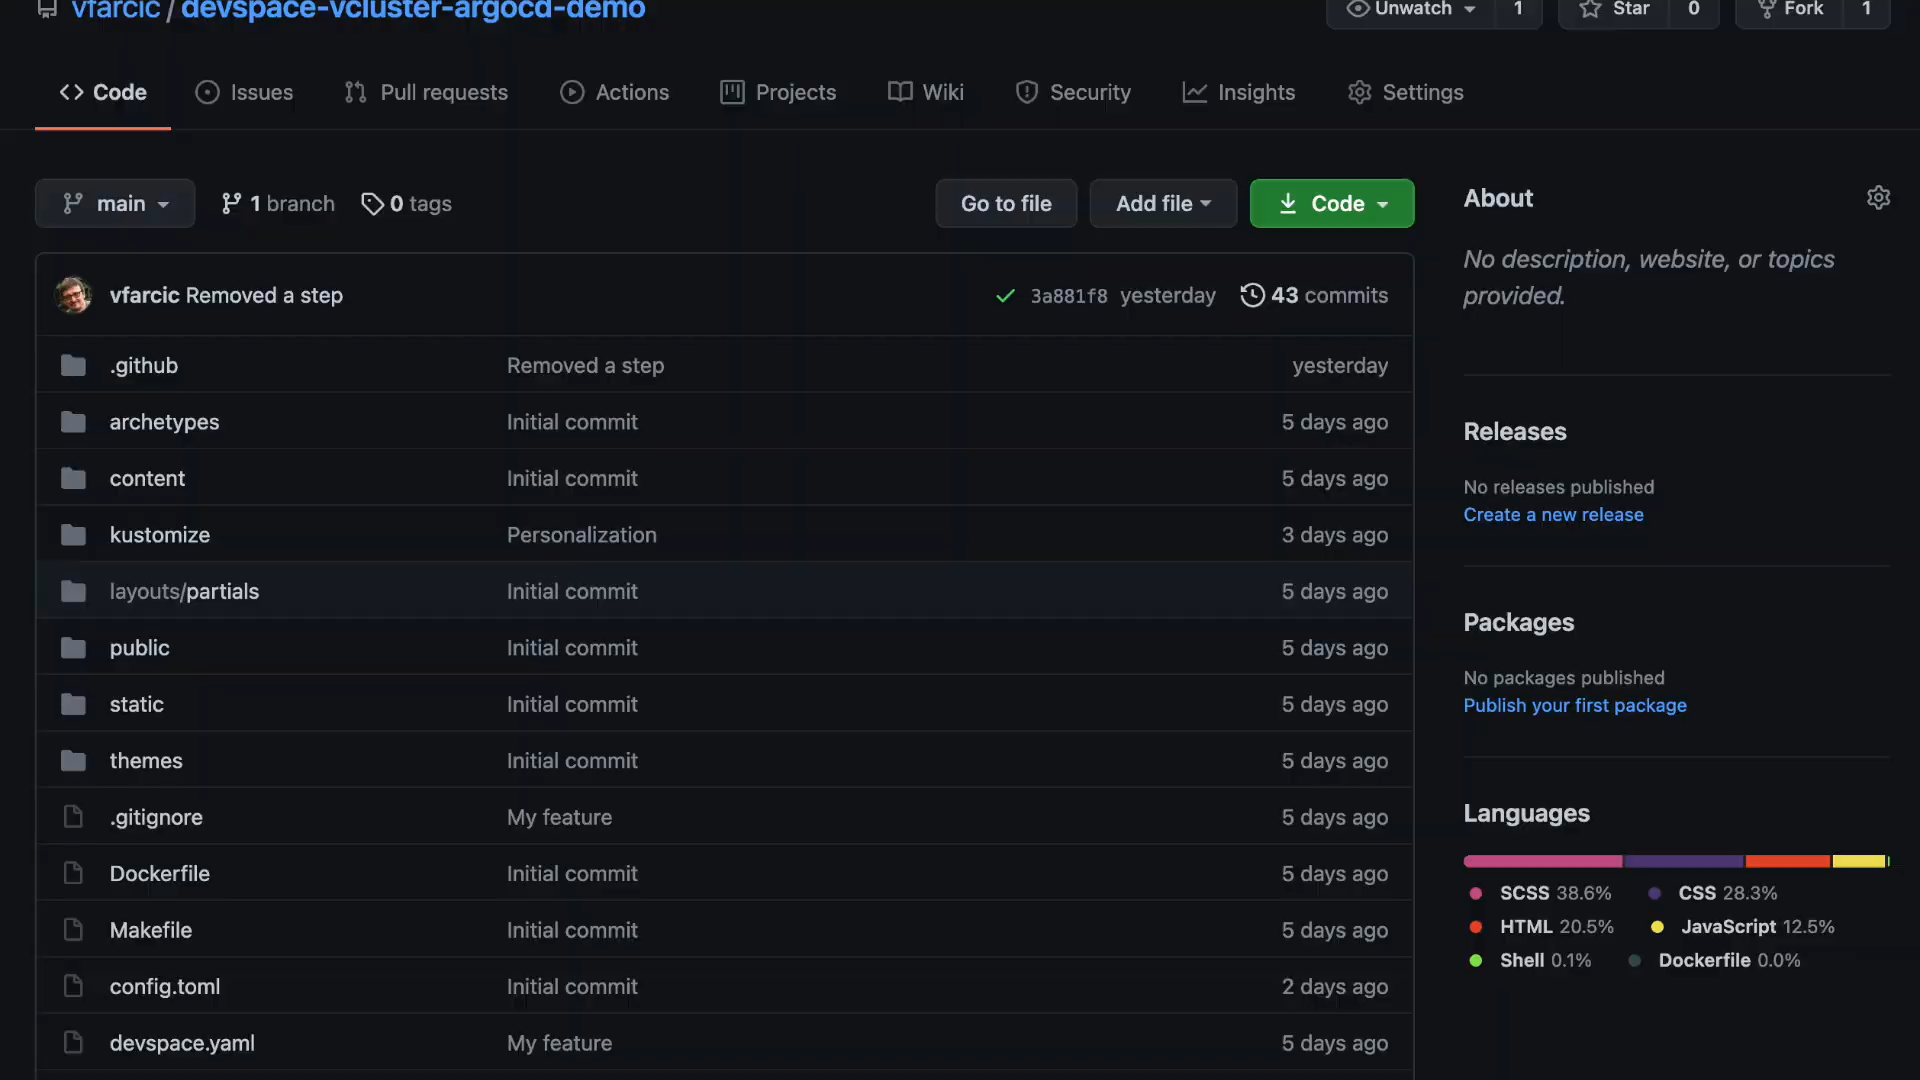 vfarcic / devspace-vcluster-argocd-demo
Unwatch 1 Star 0 Fork 1
Code Issues Pull requests Actions Projects Wiki Security Insights Settings
main 1 branch 0 tags Go to file Add file Code
vfarcic Removed a step 3a881f8 yesterday 43 commits
.github Removed a step yesterday
archetypes Initial commit 5 days ago
content Initial commit 5 days ago
kustomize Personalization 3 days ago
layouts/partials Initial commit 5 days ago
public Initial commit 5 days ago
static Initial commit 5 days ago
themes Initial commit 5 days ago
.gitignore My feature 5 days ago
Dockerfile Initial commit 5 days ago
Makefile Initial commit 5 days ago
config.toml Initial commit 2 days ago
devspace.yaml My feature 5 days ago
About
No description, website, or topics
provided.
Releases
No releases published
Create a new release
Packages
No packages published
Publish your first package
Languages
SCSS 38.6% CSS 28.3%
HTML 20.5% JavaScript 12.5%
Shell 0.1% Dockerfile 0.0%